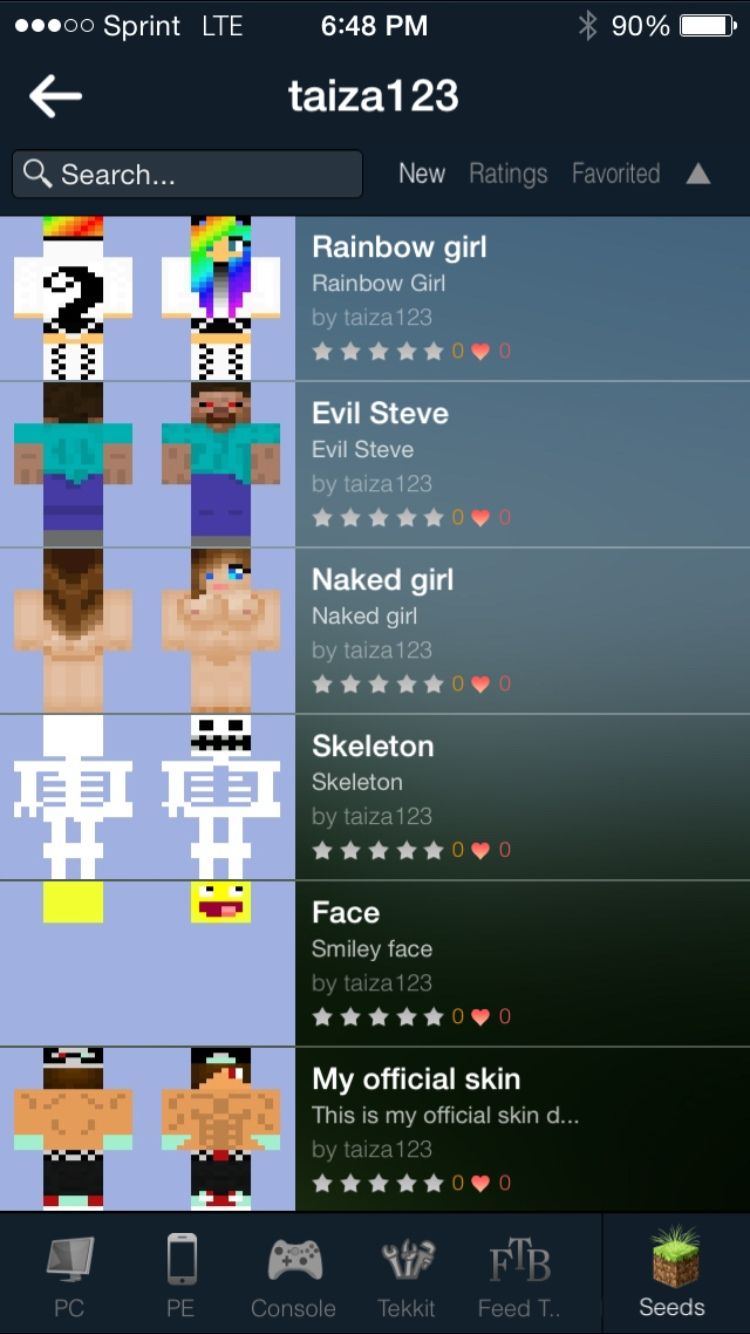 Sprint LTE 6:48 PM 90%
taiza123
Search... New Ratings Favorited
Rainbow girl
Rainbow Girl
by taiza123
0 0
Evil Steve
Evil Steve
by taiza123
0 0
Naked girl
Naked girl
by taiza123
0 0
Skeleton
Skeleton
by taiza123
0 0
Face
Smiley face
by taiza123
0 0
My official skin
This is my official skin d...
by taiza123
0 0
FTB
PC PE Console Tekkit Feed T.. Seeds